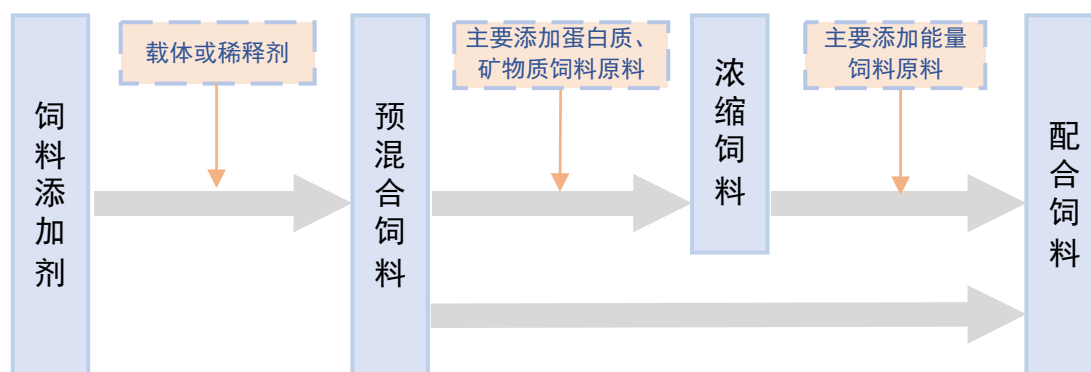 饲料添加剂
载体或稀释剂
预混合饲料
主要添加蛋白质、
矿物质饲料原料
浓缩饲料
主要添加能量
饲料原料
配合饲料